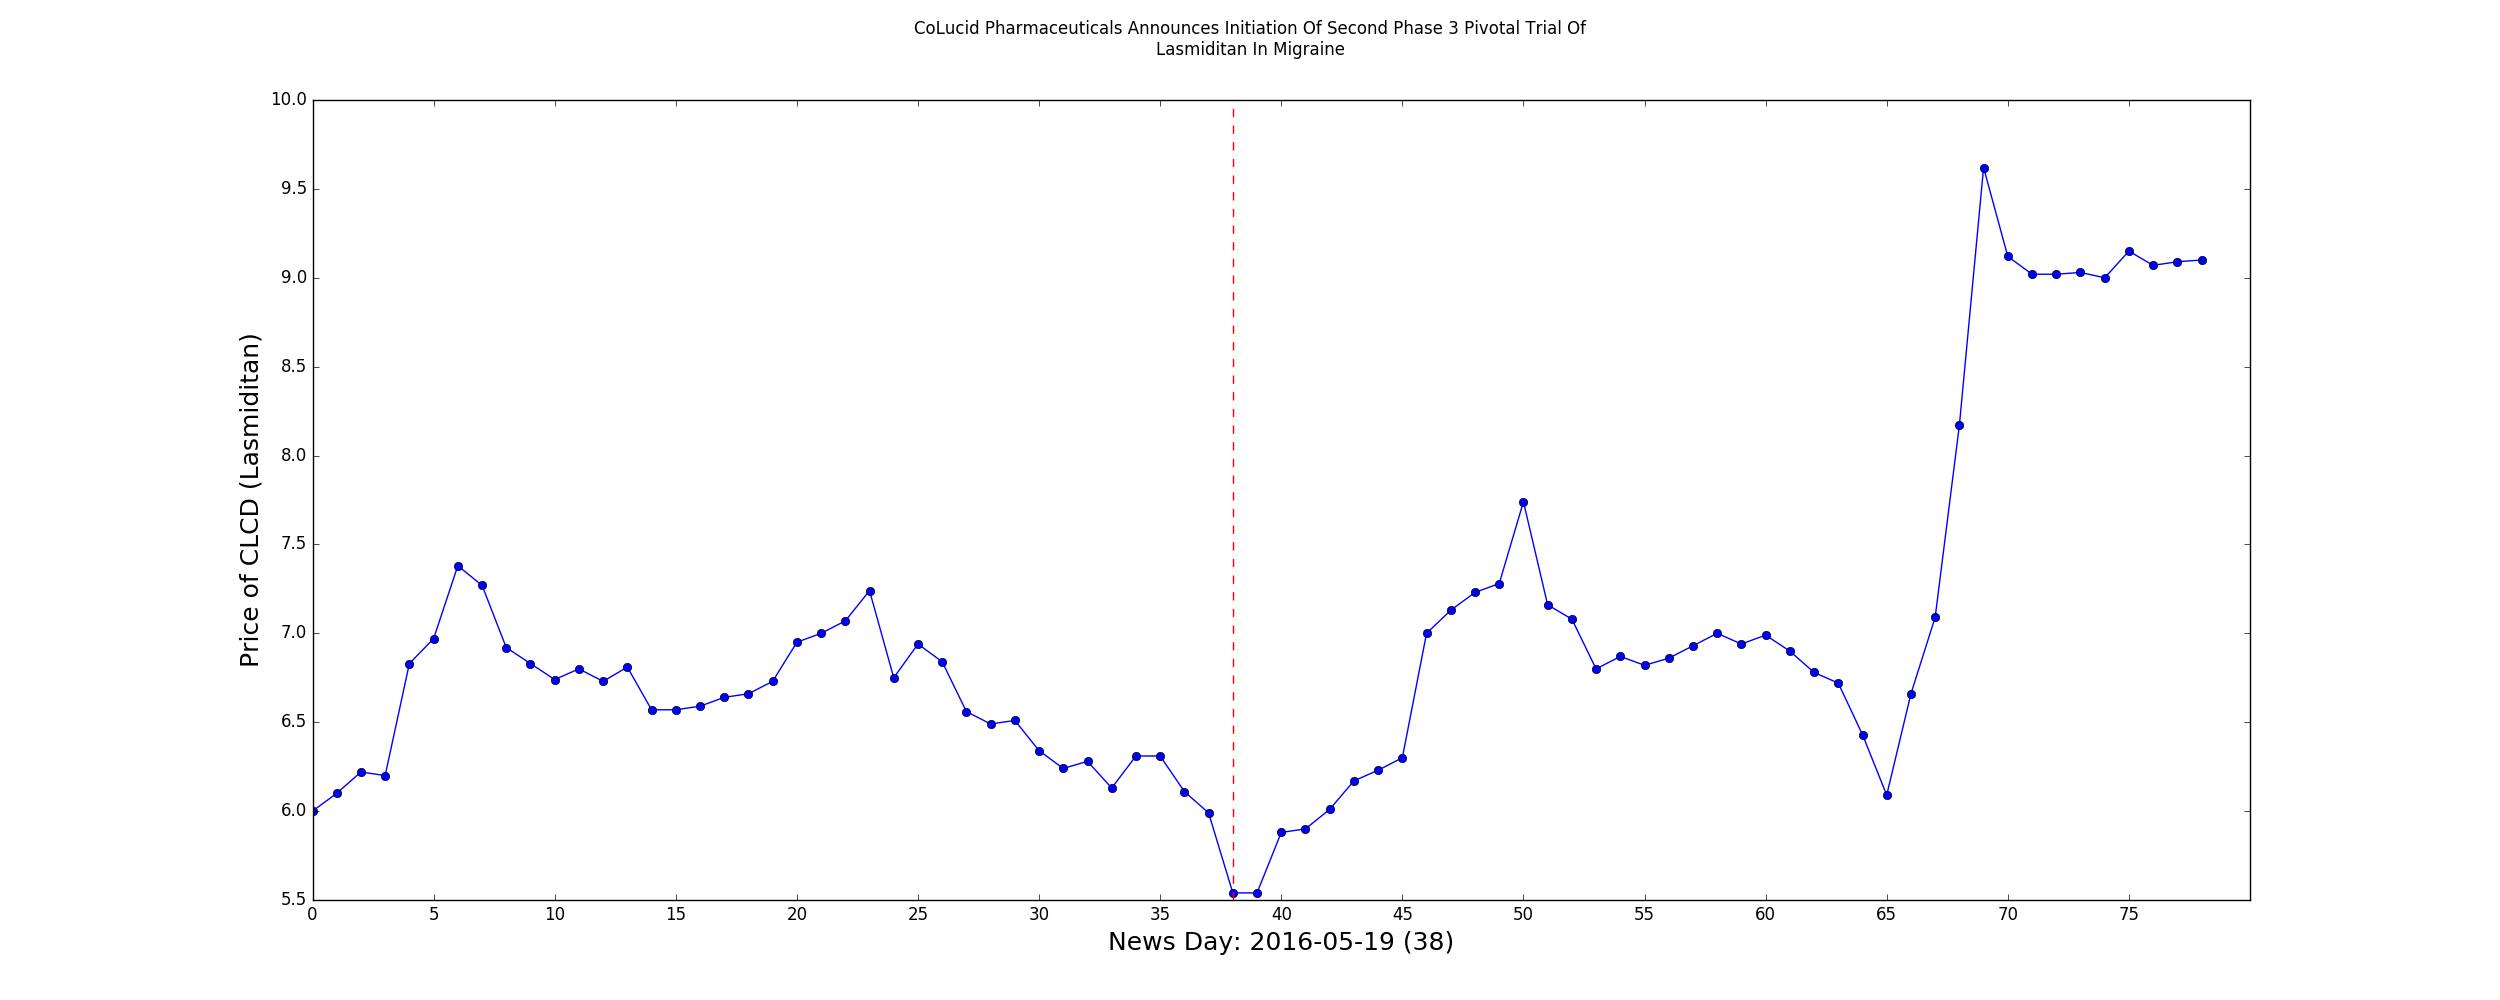 CoLucid Pharmaceuticals Announces Initiation Of Second Phase 3 Pivotal Trial Of
Lasmiditan In Migraine
Price of CLCD (Lasmiditan)
10.0
9.5
9.0
8.5
8.0
7.5
7.0
6.5
6.0
5.5
0 5 10 15 20 25 30 35 40 45 50 55 60 65 70 75
News Day: 2016-05-19 (38)